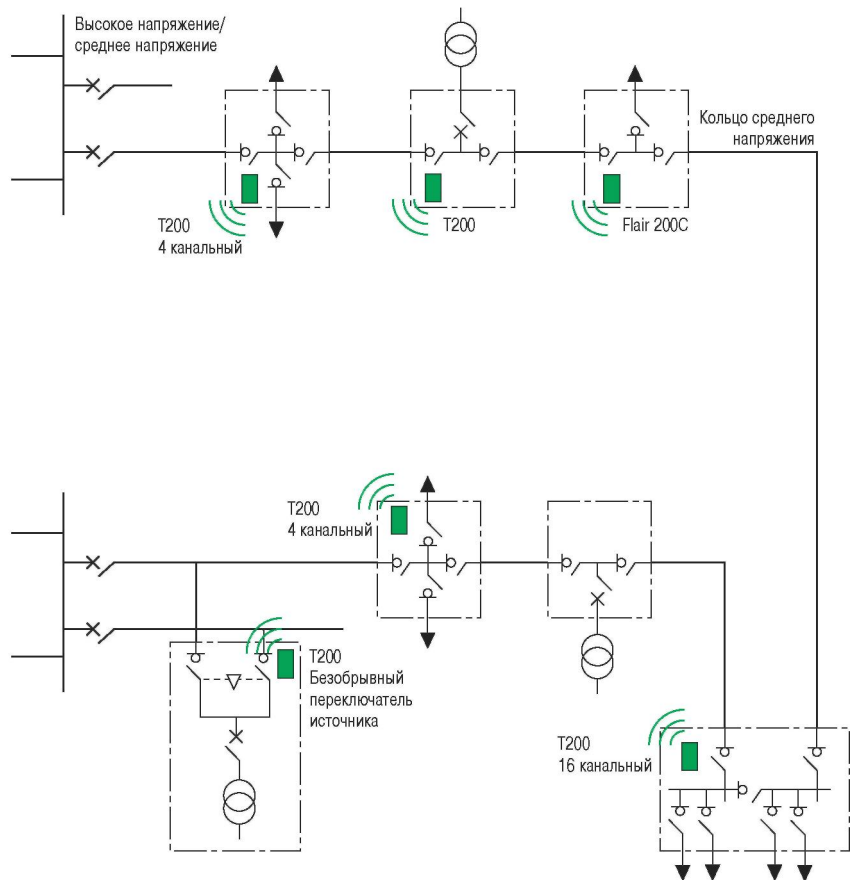 Высокое напряжение/
среднее напряжение
Кольцо среднего
напряжения
T200
4 канальный
T200
Flair 200C
T200
4 канальный
T200
Безобрывный
переключатель
источника
T200
16 канальный